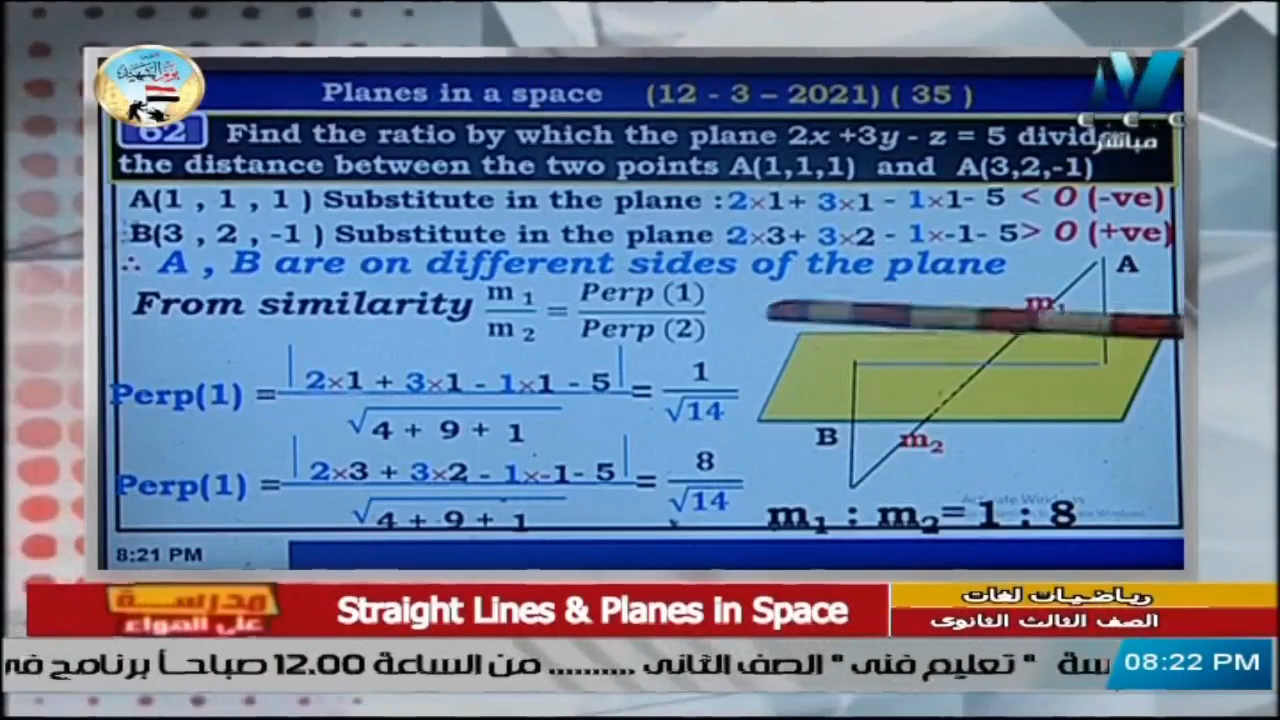 يوم الشهيد
Planes in a space (12 - 3 – 2021) ( 35 )
62 Find the ratio by which the plane 2x +3y - z = 5 divid
مباشر
the distance between the two points A(1,1,1) and A(3,2,-1)
A(1 , 1 , 1 ) Substitute in the plane :2×1+ 3×1 - 1×1- 5 < O (-ve)
B(3 , 2 , -1 ) Substitute in the plane 2×3+ 3×2 - 1×-1- 5> O (+ve)
∴ A , B are on different sides of the plane
From similarity m1/m2 = Perp (1)/Perp (2)
Perp(1) = |2×1 + 3×1 - 1×1 - 5|/√4 + 9 + 1 = 1/√14
Perp(1) = |2×3 + 3×2 - 1×-1- 5|/√4 + 9 + 1 = 8/√14
A
m1
B
m2
Activate Windows
m1 : m2= 1 : 8
8:21 PM
مدرسة
على الهواء
Straight Lines & Planes in Space
رياضيات لغات
الصف الثالث الثانوى
سة " تعليم فنى " الصف الثانى ......... من الساعة 12.00 صباحاً برنامج فى
08:22 PM